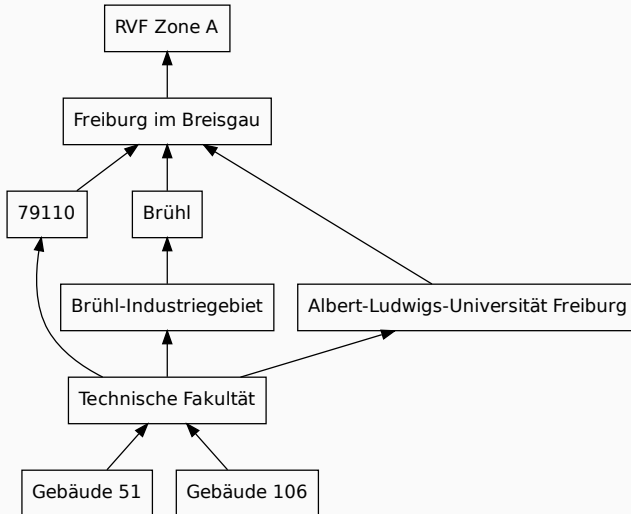 RVF Zone A
Freiburg im Breisgau
79110
Brühl
Brühl-Industriegebiet
Albert-Ludwigs-Universität Freiburg
Technische Fakultät
Gebäude 51
Gebäude 106